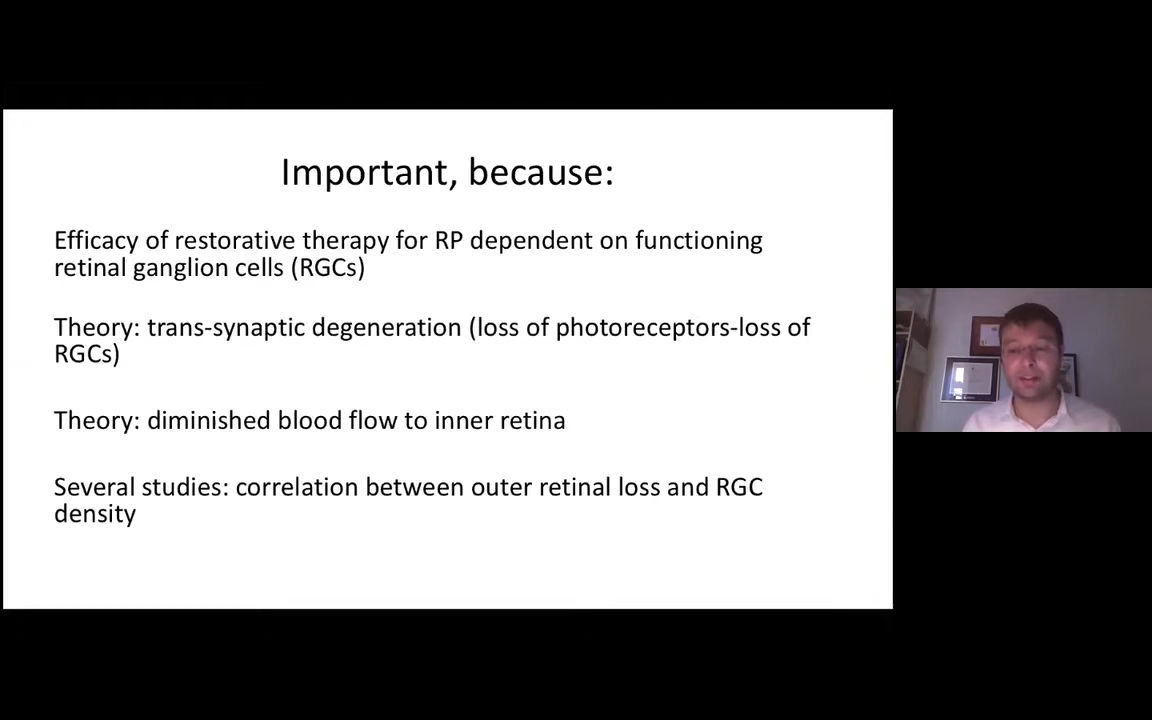 Important, because:
Efficacy of restorative therapy for RP dependent on functioning
retinal ganglion cells (RGCs)
Theory: trans-synaptic degeneration (loss of photoreceptors-loss of
RGCs)
Theory: diminished blood flow to inner retina
Several studies: correlation between outer retinal loss and RGC
density